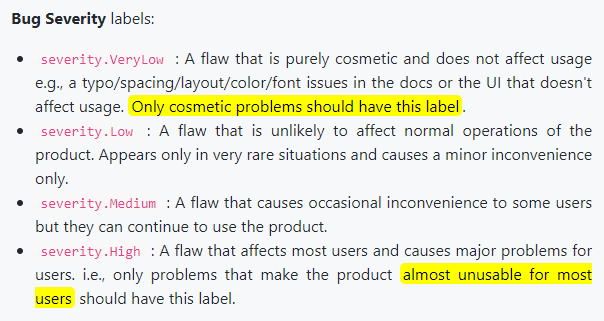 Bug Severity labels:
severity.VeryLow : A flaw that is purely cosmetic and does not affect usage
e.g., a typo/spacing/layout/color/font issues in the docs or the UI that doesn't
affect usage. Only cosmetic problems should have this label.
severity.Low : A flaw that is unlikely to affect normal operations of the
product. Appears only in very rare situations and causes a minor inconvenience
only.
severity.Medium : A flaw that causes occasional inconvenience to some users
but they can continue to use the product.
severity.High : A flaw that affects most users and causes major problems for
users. i.e., only problems that make the product almost unusable for most
users should have this label.